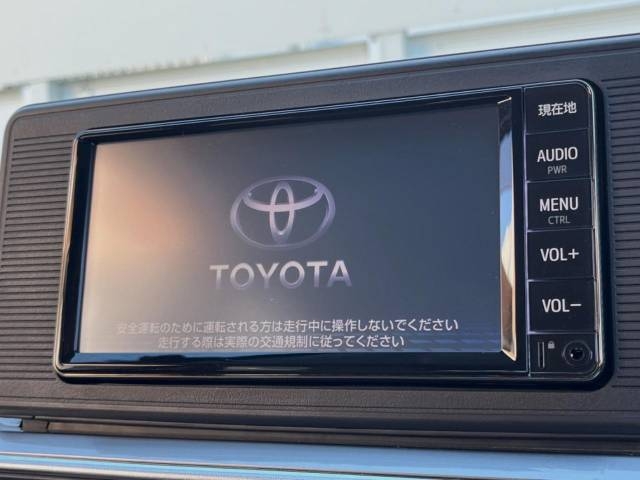 現在地
AUDIO
PWR
MENU
CTRL
VOL+
VOL-
TOYOTA
安全運転のために運転される方は走行中に操作しないでください
走行する際は実際の交通規制に従ってください